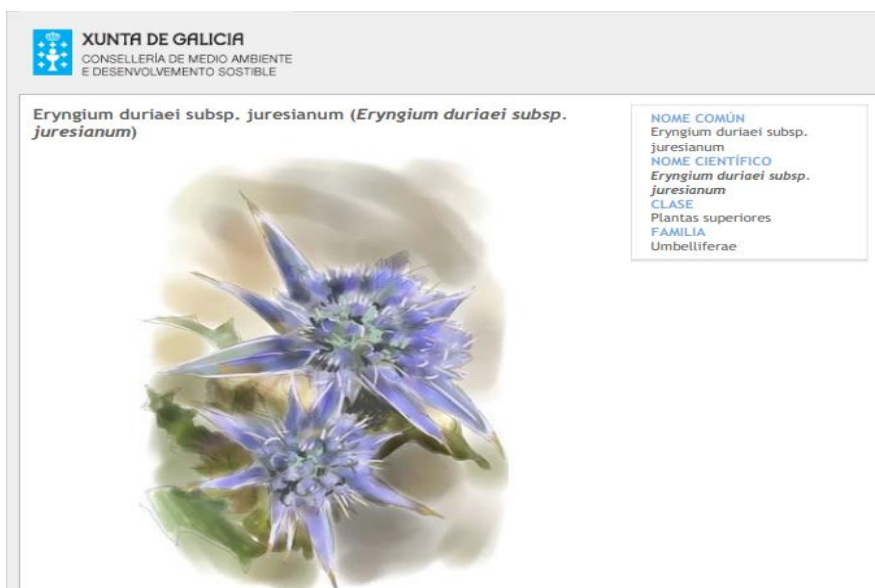 XUNTA DE GALICIA
CONSELLERÍA DE MEDIO AMBIENTE
E DESENVOLVEMENTO SOSTIBLE
Eryngium duriaei subsp. juresianum (Eryngium duriaei subsp.
juresianum)
NOME COMÚN
Eryngium duriaei subsp.
juresianum
NOME CIENTÍFICO
Eryngium duriaei subsp.
juresianum
CLASE
Plantas superiores
FAMILIA
Umbelliferae